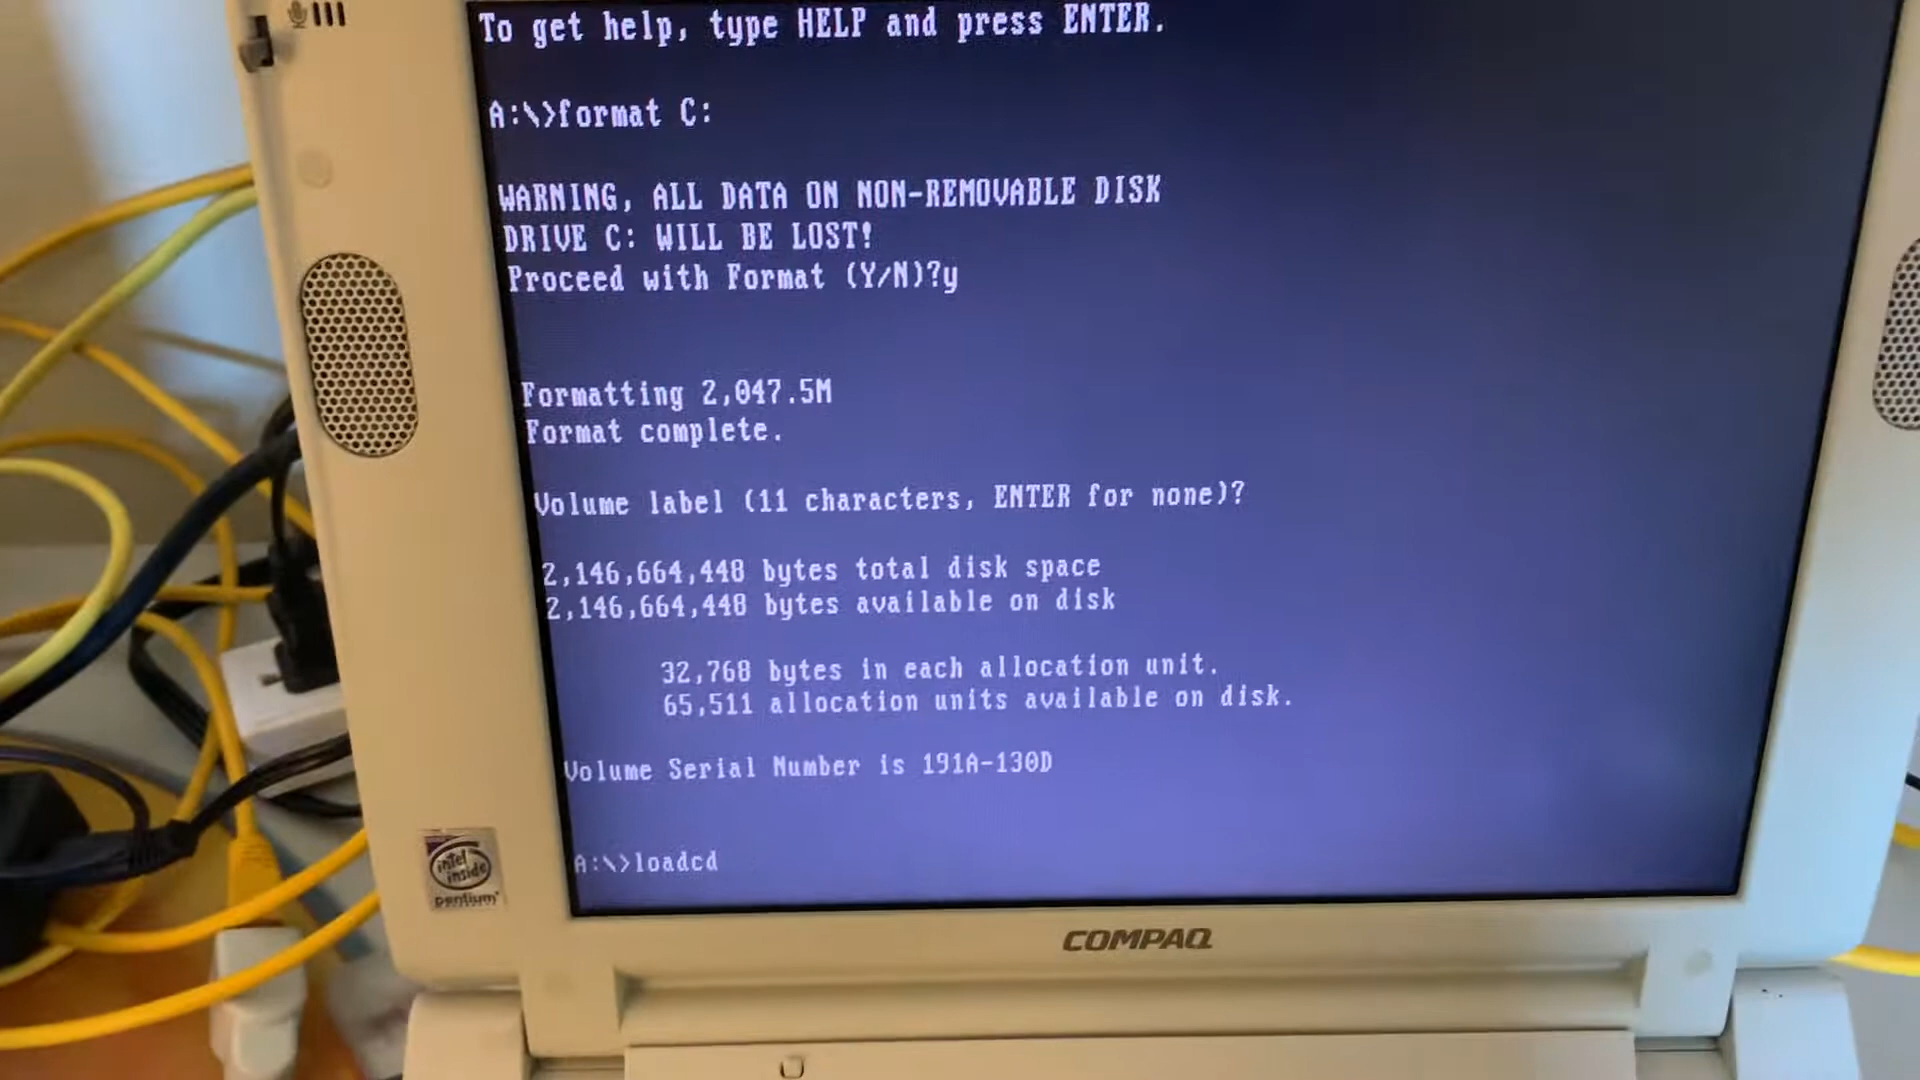 To get help, type HELP and press ENTER.
A:\>format C:
WARNING, ALL DATA ON NON-REMOVABLE DISK
DRIVE C: WILL BE LOST!
Proceed with Format (Y/N)?y
Formatting 2,047.5M
Format complete.
Volume label (11 characters, ENTER for none)?
2,146,664,448 bytes total disk space
2,146,664,448 bytes available on disk
32,768 bytes in each allocation unit.
65,511 allocation units available on disk.
Volume Serial Number is 191A-130D
A:\>loadcd
intel
inside
pentium
COMPAQ